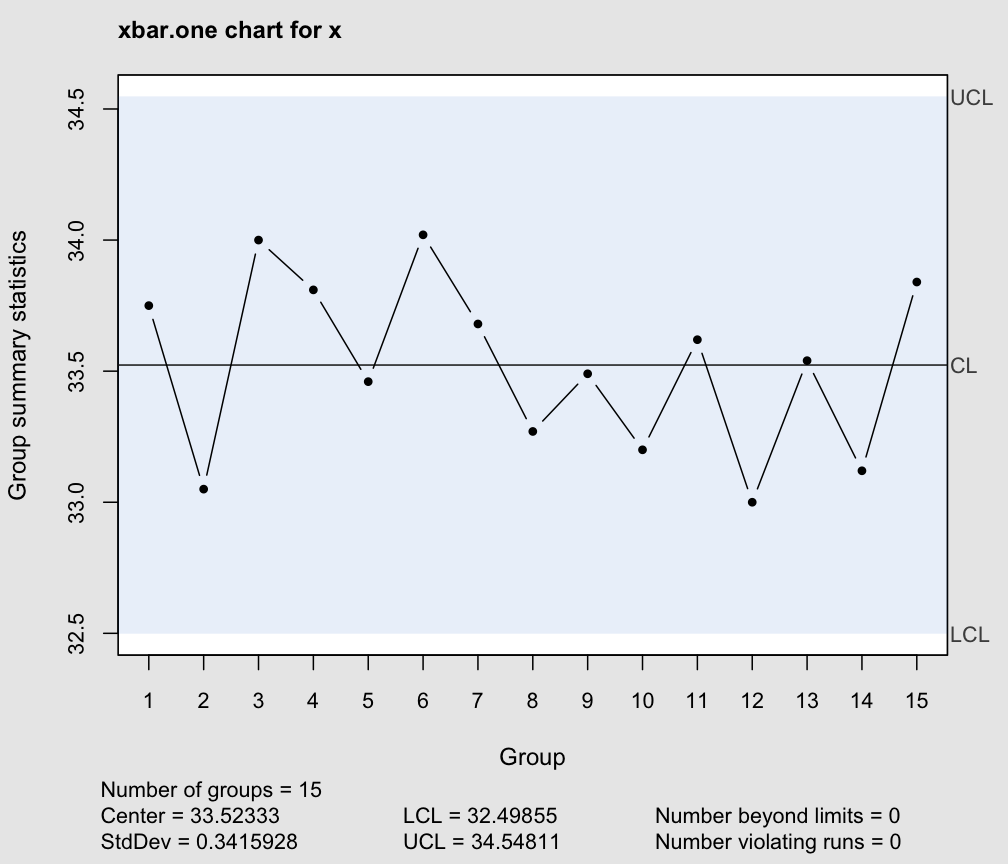 xbar.one chart for x
Group summary statistics
34.5
34.0
33.5
33.0
32.5
UCL
CL
LCL
1 2 3 4 5 6 7 8 9 10 11 12 13 14 15
Group
Number of groups = 15
Center = 33.52333
StdDev = 0.3415928
LCL = 32.49855
UCL = 34.54811
Number beyond limits = 0
Number violating runs = 0